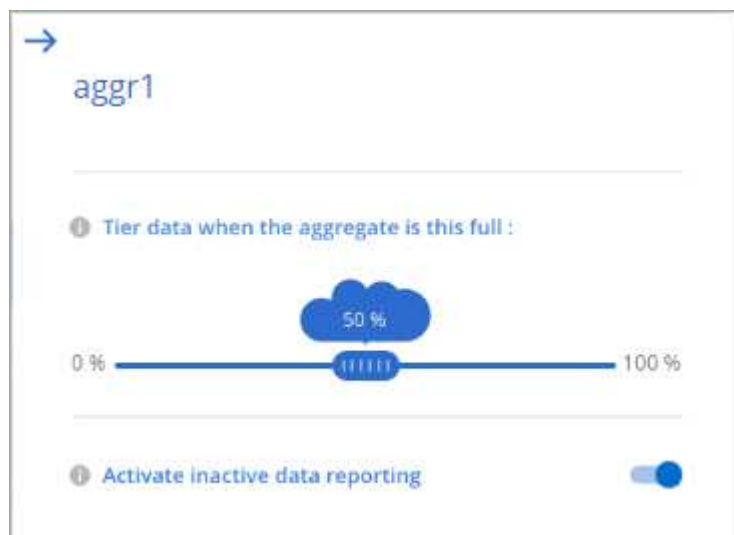 aggr1
Tier data when the aggregate is this full :
50 %
0 %
100 %
Activate inactive data reporting